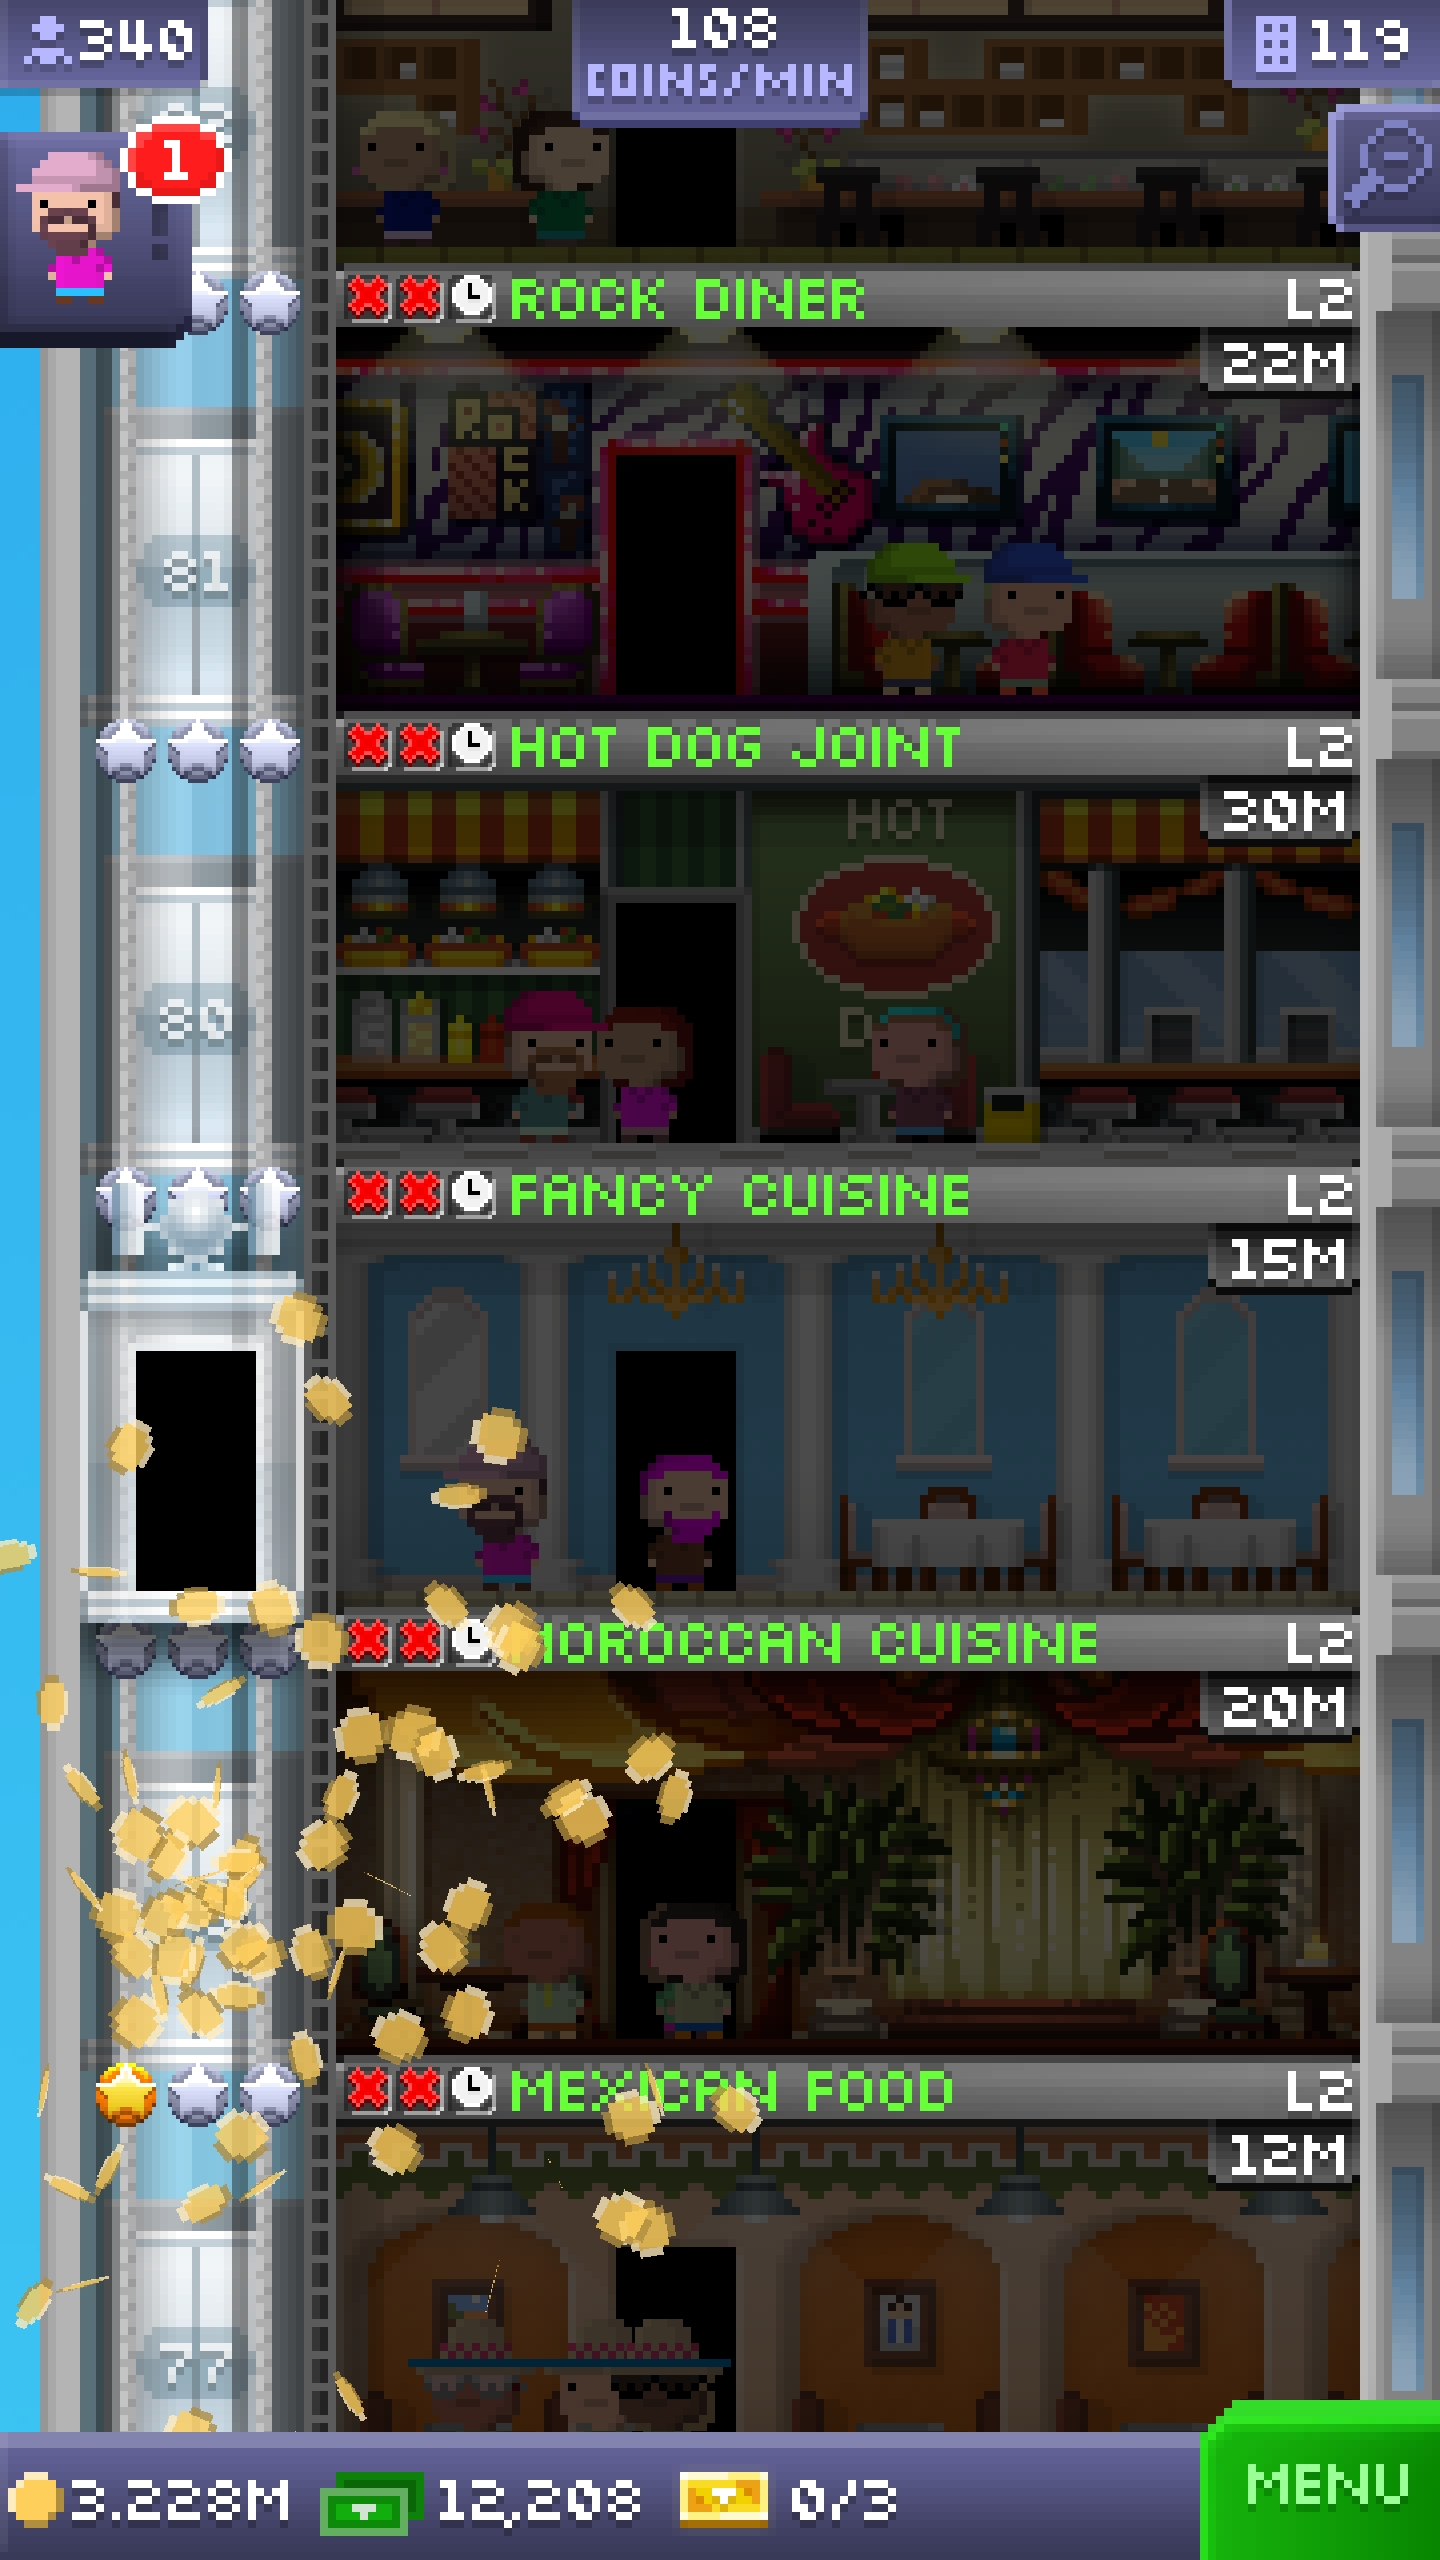 340
108
COINS/MIN
119
1
ROCK DINER
L2
22M
81
HOT DOG JOINT
L2
30M
HOT
80
FANCY CUISINE
L2
15M
MOROCCAN CUISINE
L2
20M
MEXICAN FOOD
L2
12M
77
3.228M
12,208
0/3
MENU